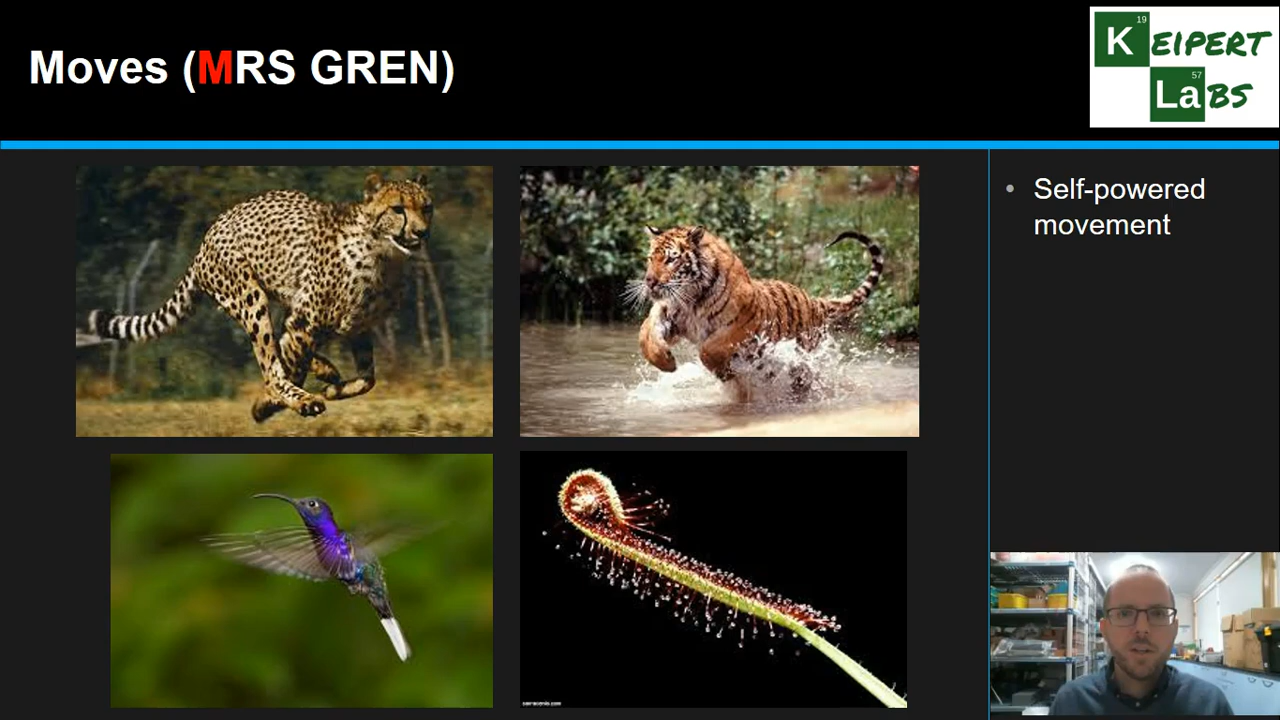 Moves (MRS GREN)
19
K EIPERT
57
La BS
• Self-powered
movement